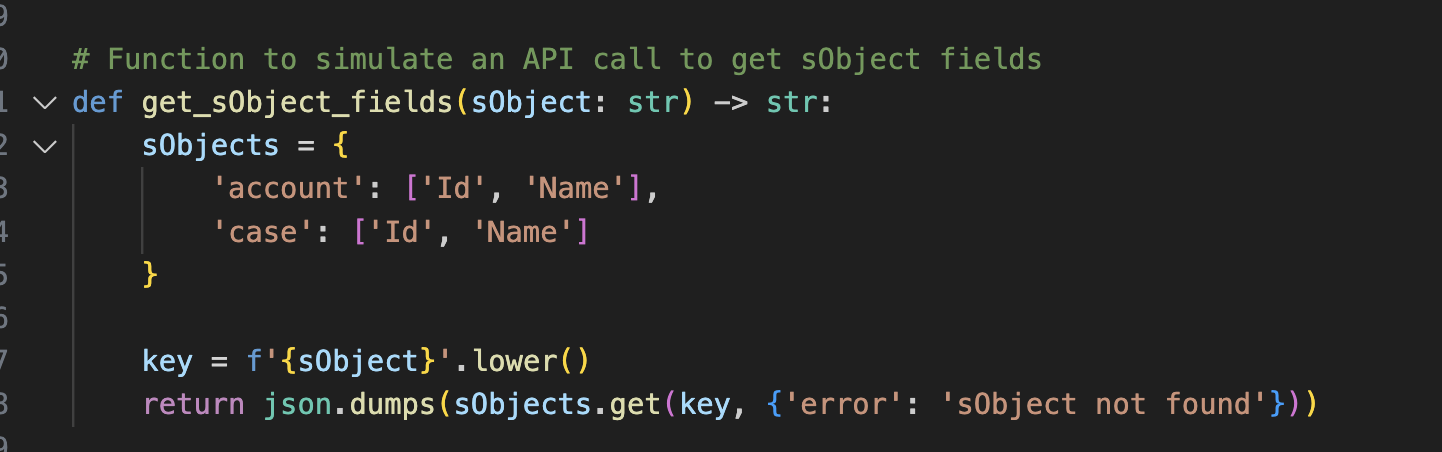 # Function to simulate an API call to get sObject fields
def get_sObject_fields(sObject: str) -> str:
    sObjects = {
        'account': ['Id', 'Name'],
        'case': ['Id', 'Name']
    }

    key = f'{sObject}'.lower()
    return json.dumps(sObjects.get(key, {'error': 'sObject not found'}))